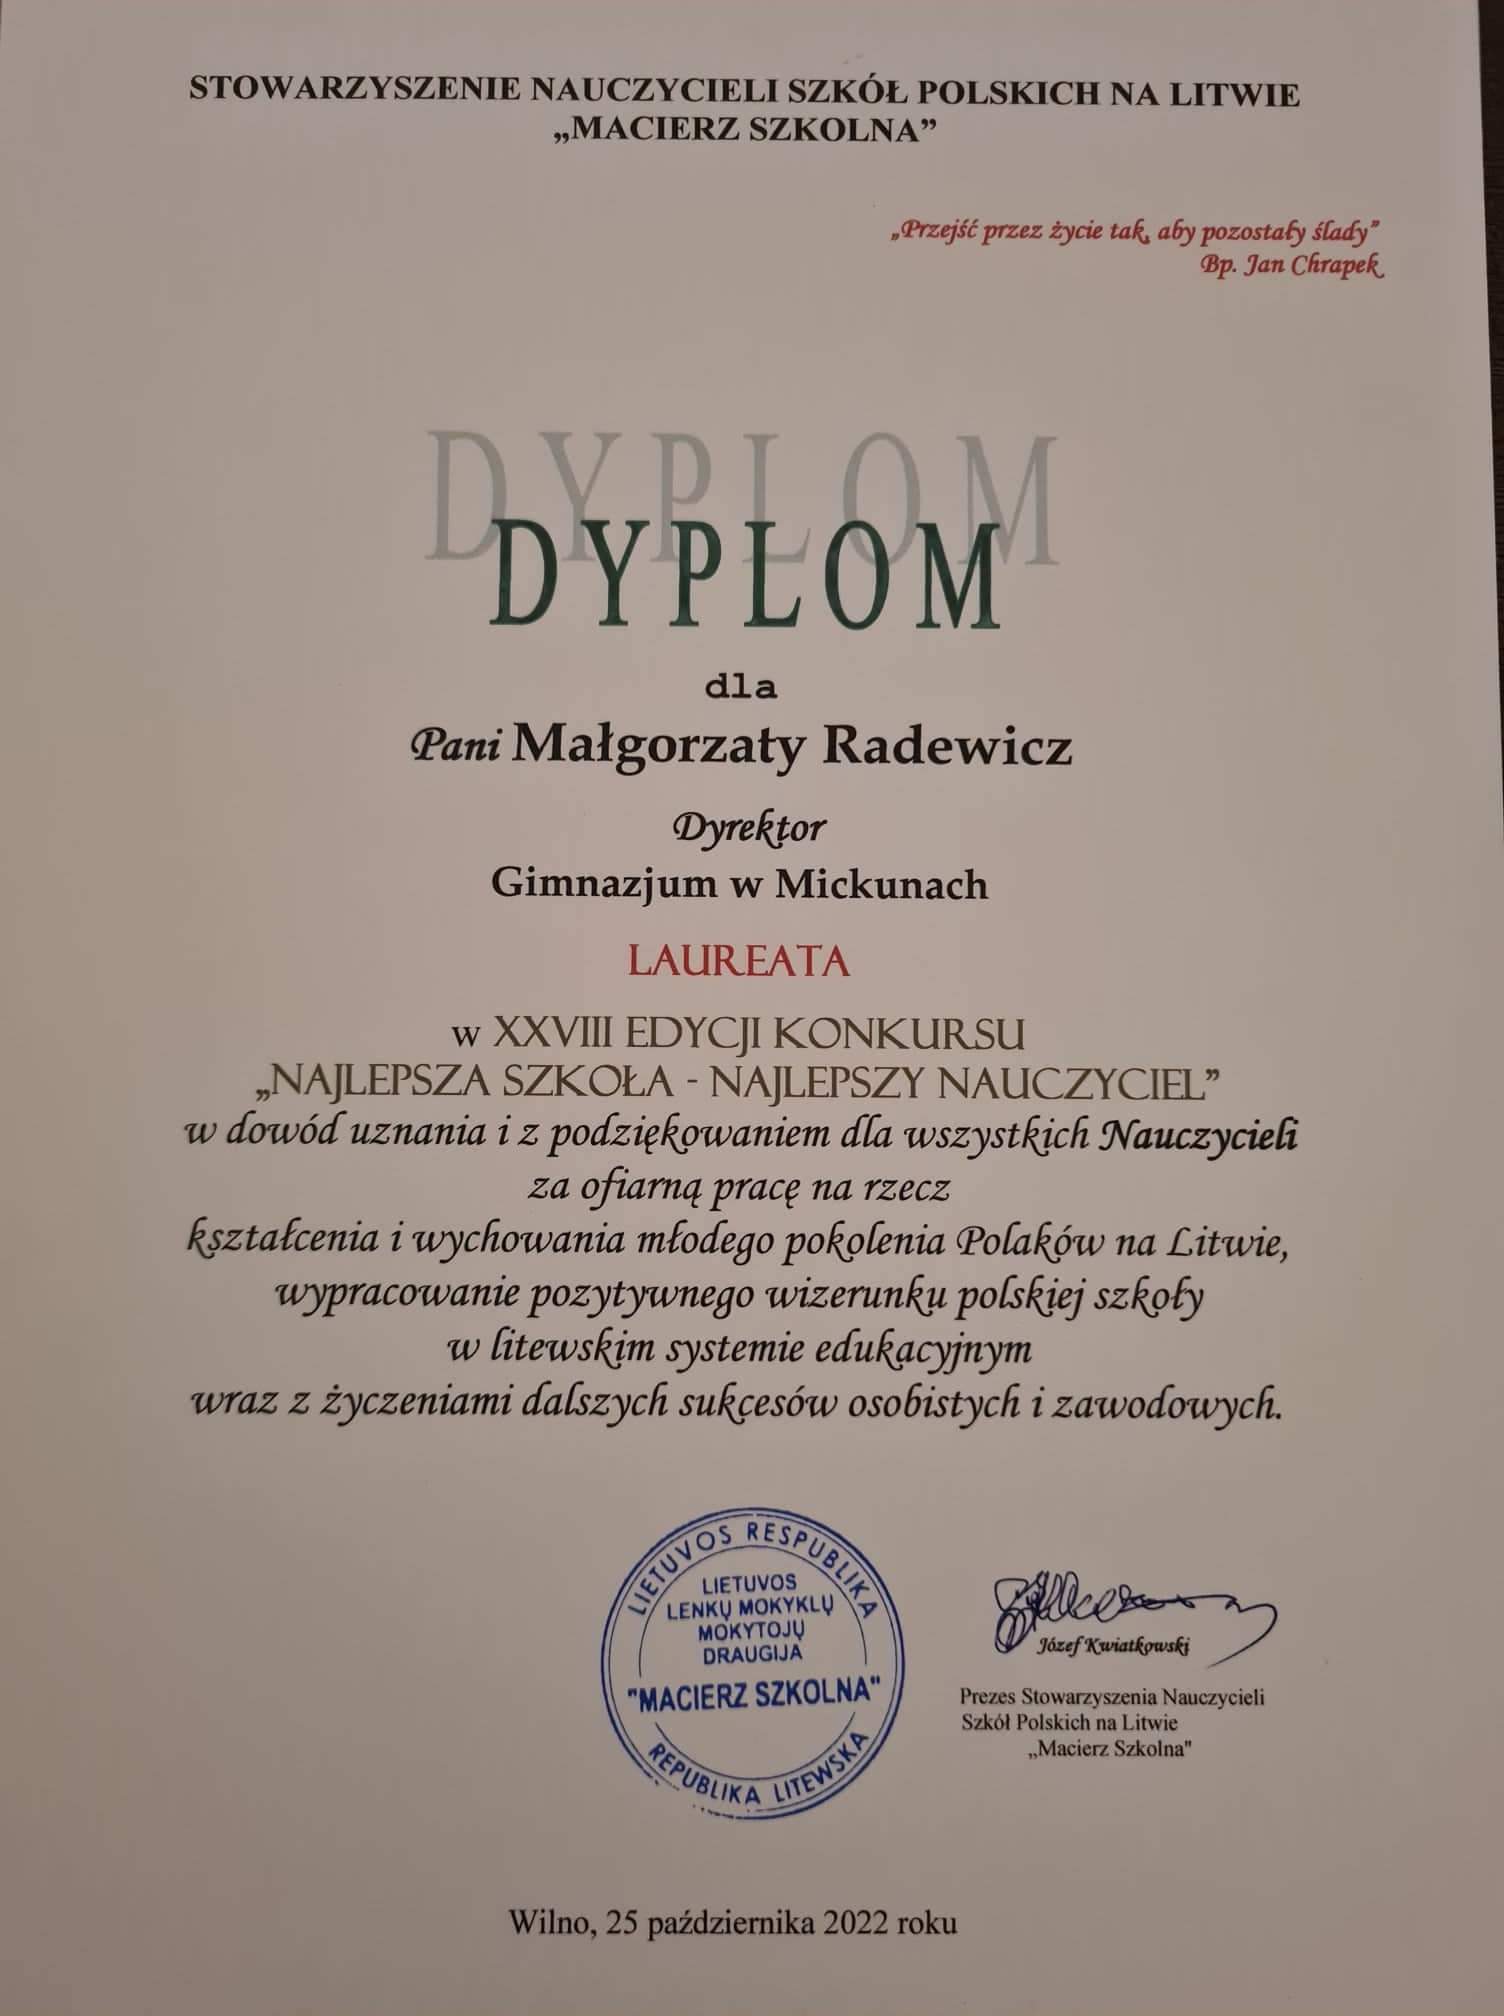 STOWARZYSZENIE NAUCZYCIELI SZKÓŁ POLSKICH NA LITWIE
„MACIERZ SZKOLNA”
„Przejść przez życie tak, aby pozostały ślady”
Bp. Jan Chrapek
DYPLOM
DYPLOM
dla
Pani Małgorzaty Radewicz
Dyrektor
Gimnazjum w Mickunach
LAUREATA
w XXVIII EDYCJI KONKURSU
„NAJLEPSZA SZKOŁA - NAJLEPSZY NAUCZYCIEL”
w dowód uznania i z podziękowaniem dla wszystkich Nauczycieli
za ofiarną pracę na rzecz
kształcenia i wychowania młodego pokolenia Polaków na Litwie,
wypracowanie pozytywnego wizerunku polskiej szkoły
w litewskim systemie edukacyjnym
wraz z życzeniami dalszych sukcesów osobistych i zawodowych.
LIETUVOS RESPUBLIKA
LIETUVOS
LENKŲ MOKYKLŲ
MOKYTOJŲ
DRAUGIJA
"MACIERZ SZKOLNA"
REPUBLIKA LITEWSKA
Józef Kwiatkowski
Prezes Stowarzyszenia Nauczycieli
Szkół Polskich na Litwie
„Macierz Szkolna"
Wilno, 25 października 2022 roku